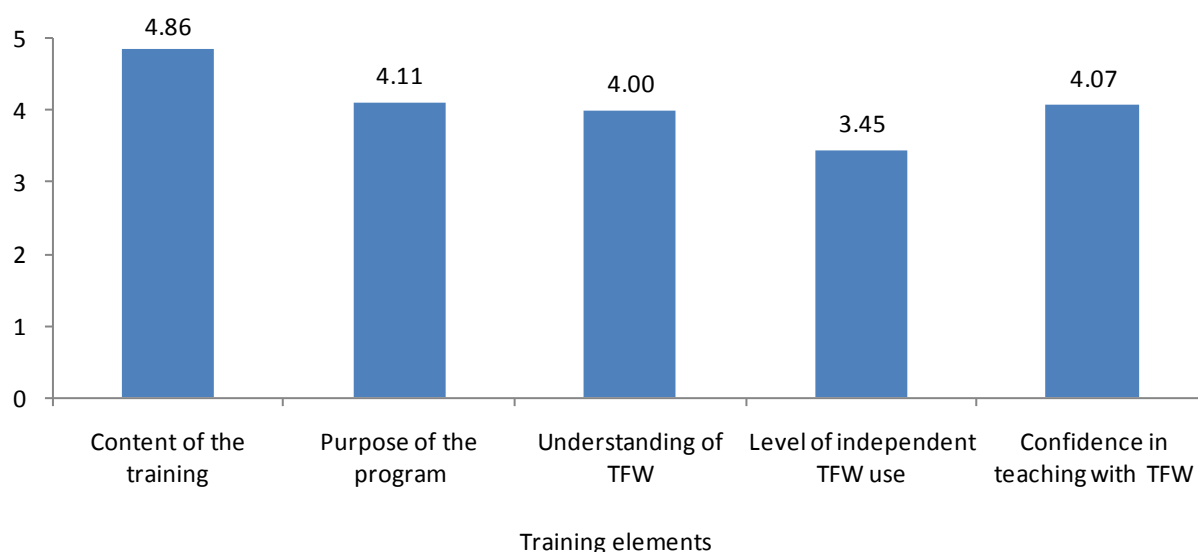 4.86
4.11
4.00
3.45
4.07
5
4
3
2
1
0
Content of the
training
Purpose of the
program
Understanding of
TFW
Level of independent
TFW use
Confidence in
teaching with TFW
Training elements